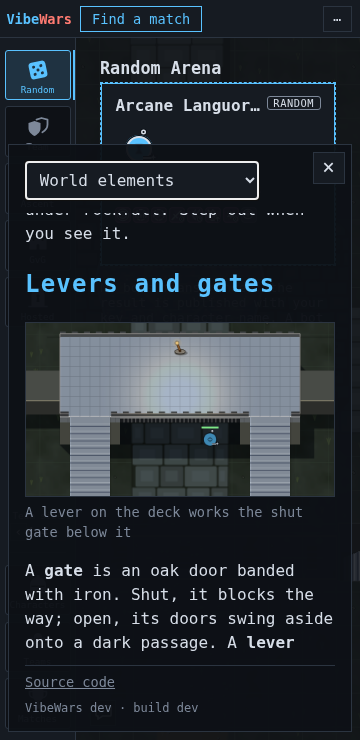 VibeWars
Find a match
…
Random
Random Arena
Arcane Languor…
RANDOM
World elements
×
you see it.
Levers and gates
A lever on the deck works the shut
gate below it
A gate is an oak door banded
with iron. Shut, it blocks the
way; open, its doors swing aside
onto a dark passage. A lever
Source code
VibeWars dev · build dev